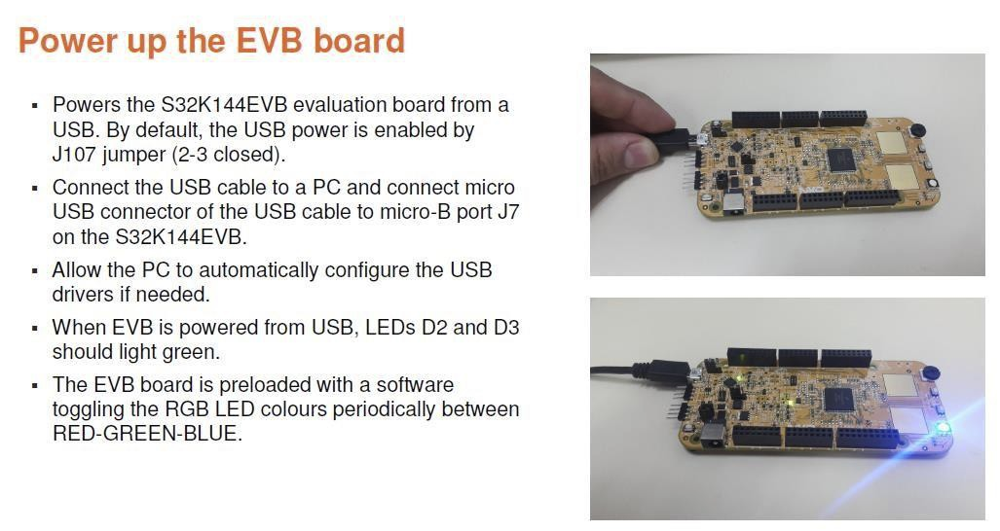 Power up the EVB board
▪ Powers the S32K144EVB evaluation board from a
USB. By default, the USB power is enabled by
J107 jumper (2-3 closed).
▪ Connect the USB cable to a PC and connect micro
USB connector of the USB cable to micro-B port J7
on the S32K144EVB.
▪ Allow the PC to automatically configure the USB
drivers if needed.
▪ When EVB is powered from USB, LEDs D2 and D3
should light green.
▪ The EVB board is preloaded with a software
toggling the RGB LED colours periodically between
RED-GREEN-BLUE.